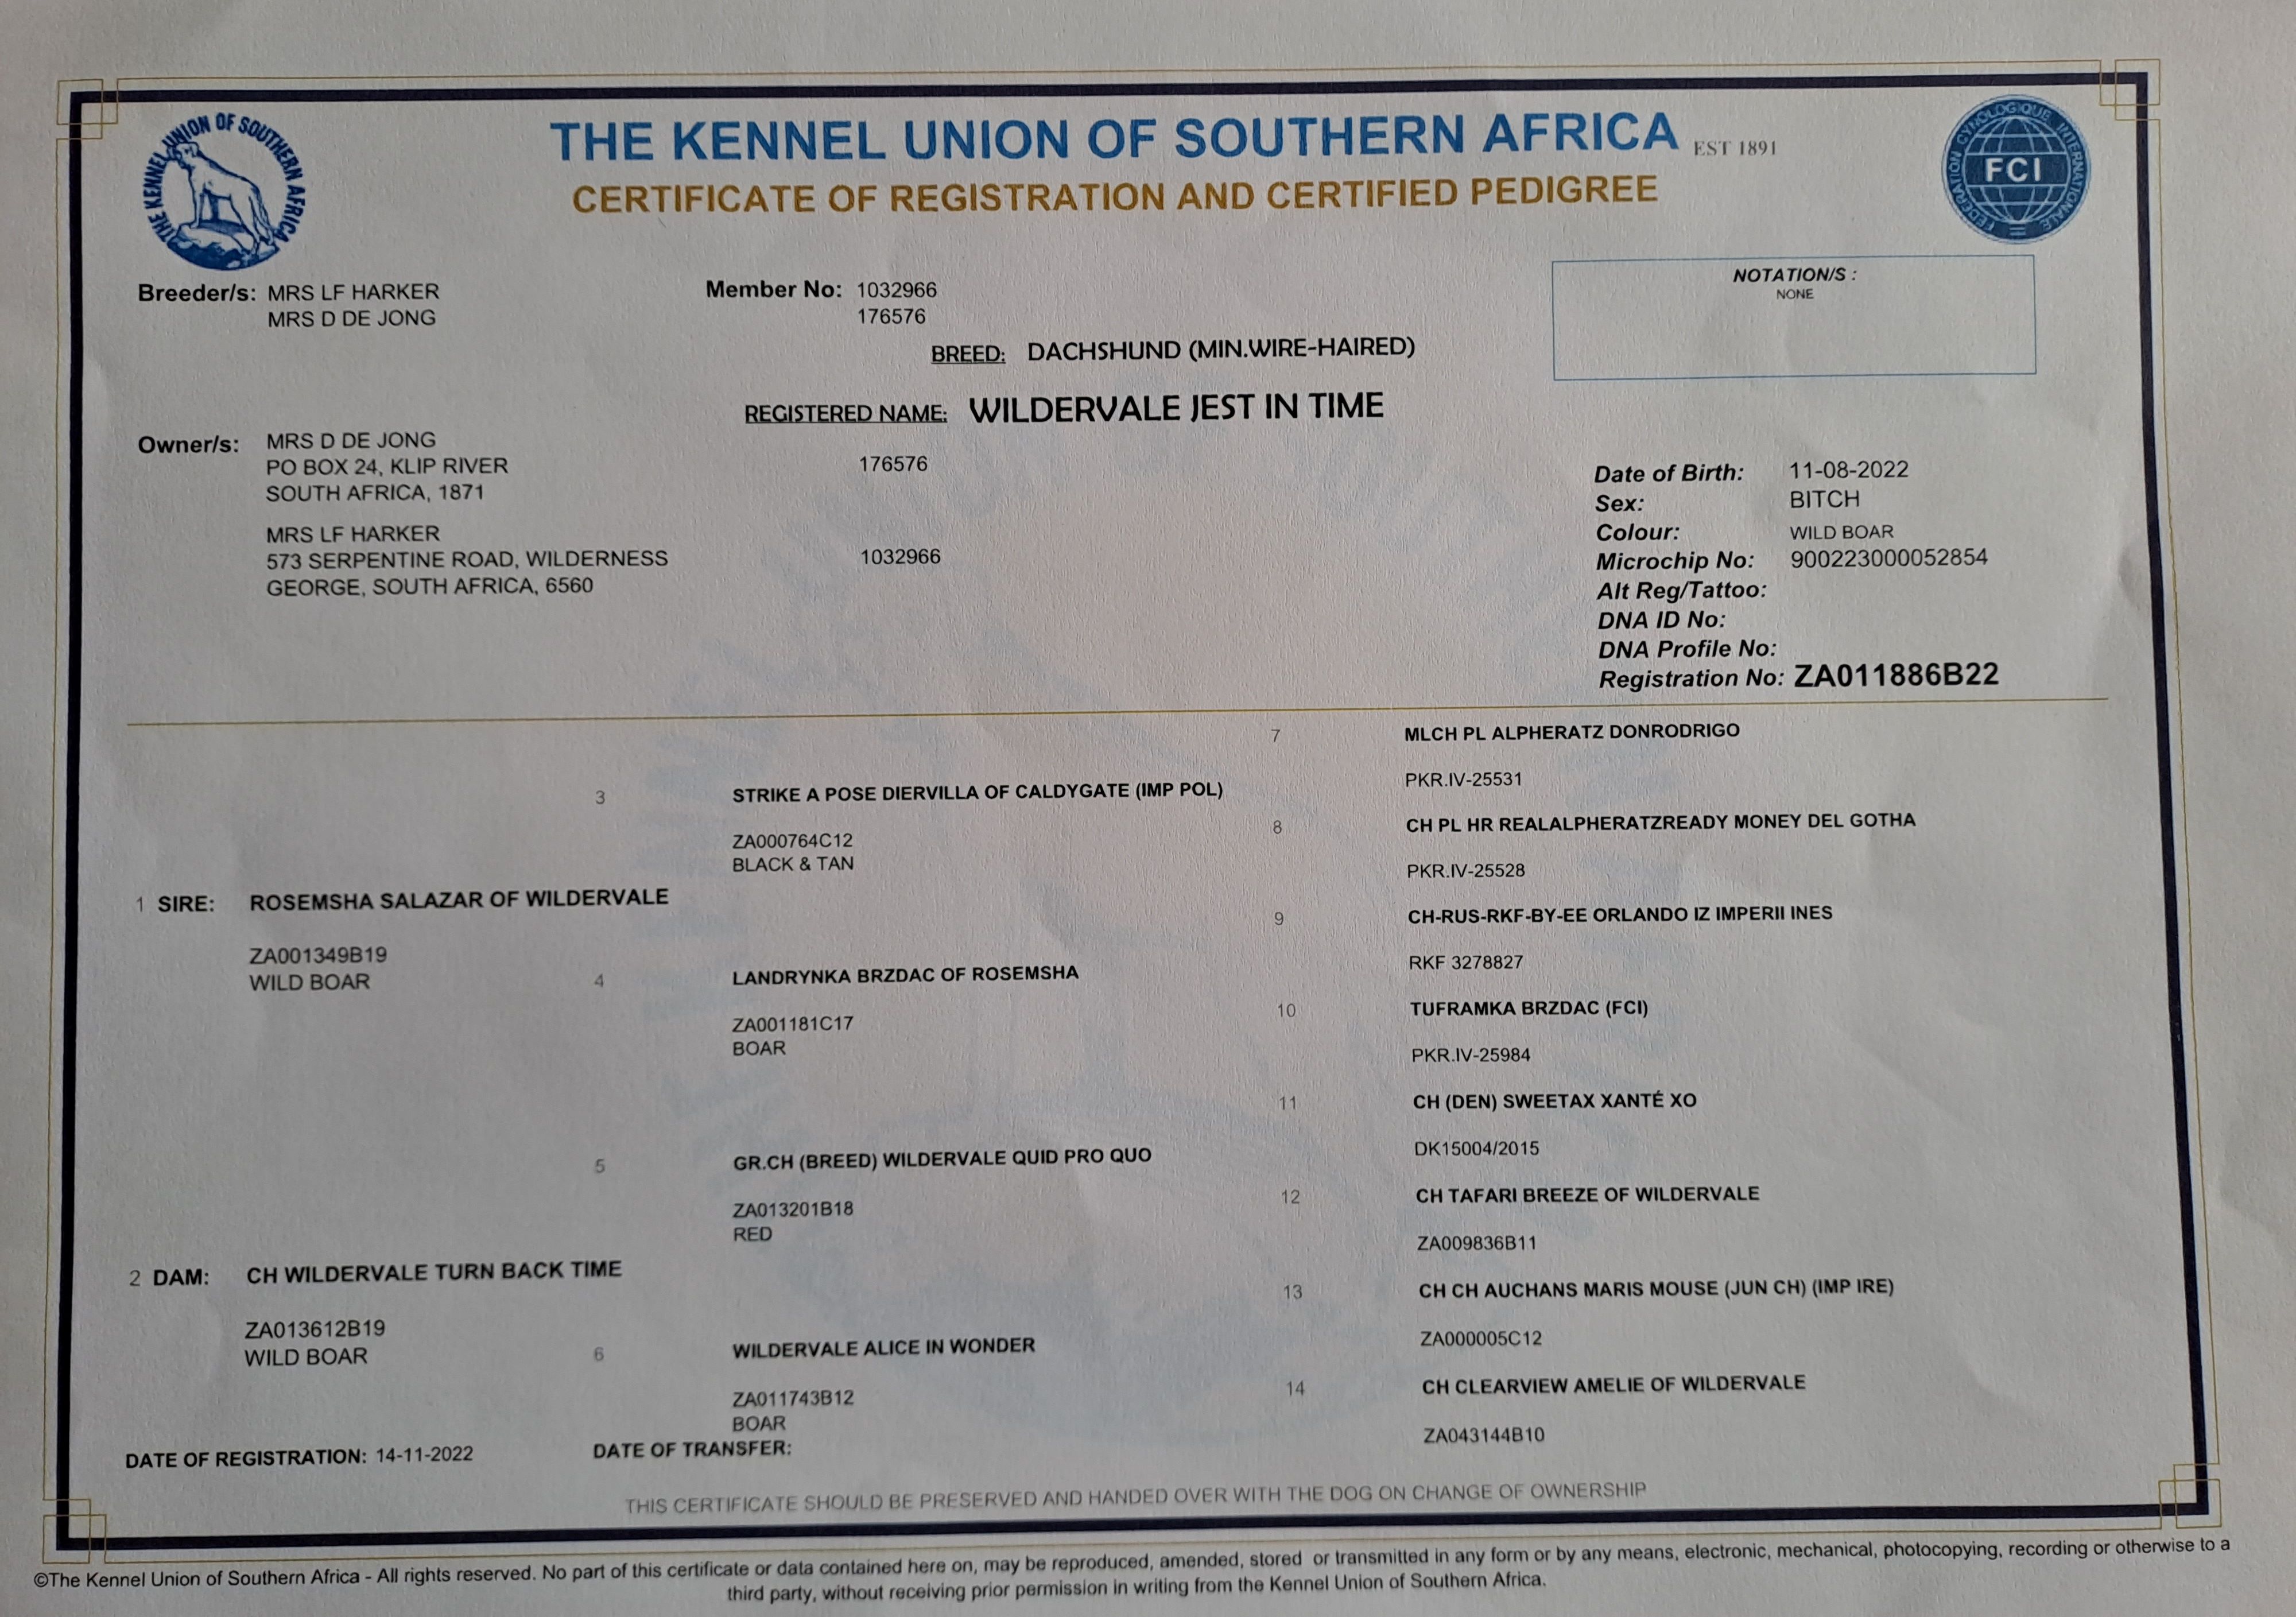 THE KENNEL UNION OF SOUTHERN AFRICA
THE KENNEL UNION OF SOUTHERN AFRICA EST 1891
CERTIFICATE OF REGISTRATION AND CERTIFIED PEDIGREE
FEDERATION CYNOLOGIQUE INTERNATIONALE
FCI
Breeder/s: MRS LF HARKER
MRS D DE JONG
Member No: 1032966
176576
NOTATION/S :
NONE
BREED: DACHSHUND (MIN.WIRE-HAIRED)
REGISTERED NAME: WILDERVALE JEST IN TIME
Owner/s: MRS D DE JONG
PO BOX 24, KLIP RIVER 176576
SOUTH AFRICA, 1871
MRS LF HARKER
573 SERPENTINE ROAD, WILDERNESS 1032966
GEORGE, SOUTH AFRICA, 6560
Date of Birth: 11-08-2022
Sex: BITCH
Colour: WILD BOAR
Microchip No: 900223000052854
Alt Reg/Tattoo:
DNA ID No:
DNA Profile No:
Registration No: ZA011886B22
1 SIRE: ROSEMSHA SALAZAR OF WILDERVALE
ZA001349B19
WILD BOAR
2 DAM: CH WILDERVALE TURN BACK TIME
ZA013612B19
WILD BOAR
3 STRIKE A POSE DIERVILLA OF CALDYGATE (IMP POL)
ZA000764C12
BLACK & TAN
4 LANDRYNKA BRZDAC OF ROSEMSHA
ZA001181C17
BOAR
5 GR.CH (BREED) WILDERVALE QUID PRO QUO
ZA013201B18
RED
6 WILDERVALE ALICE IN WONDER
ZA011743B12
BOAR
7 MLCH PL ALPHERATZ DONRODRIGO
PKR.IV-25531
8 CH PL HR REALALPHERATZREADY MONEY DEL GOTHA
PKR.IV-25528
9 CH-RUS-RKF-BY-EE ORLANDO IZ IMPERII INES
RKF 3278827
10 TUFRAMKA BRZDAC (FCI)
PKR.IV-25984
11 CH (DEN) SWEETAX XANTÉ XO
DK15004/2015
12 CH TAFARI BREEZE OF WILDERVALE
ZA009836B11
13 CH CH AUCHANS MARIS MOUSE (JUN CH) (IMP IRE)
ZA000005C12
14 CH CLEARVIEW AMELIE OF WILDERVALE
ZA043144B10
DATE OF REGISTRATION: 14-11-2022 DATE OF TRANSFER:
THIS CERTIFICATE SHOULD BE PRESERVED AND HANDED OVER WITH THE DOG ON CHANGE OF OWNERSHIP
©The Kennel Union of Southern Africa - All rights reserved. No part of this certificate or data contained here on, may be reproduced, amended, stored or transmitted in any form or by any means, electronic, mechanical, photocopying, recording or otherwise to a
third party, without receiving prior permission in writing from the Kennel Union of Southern Africa.